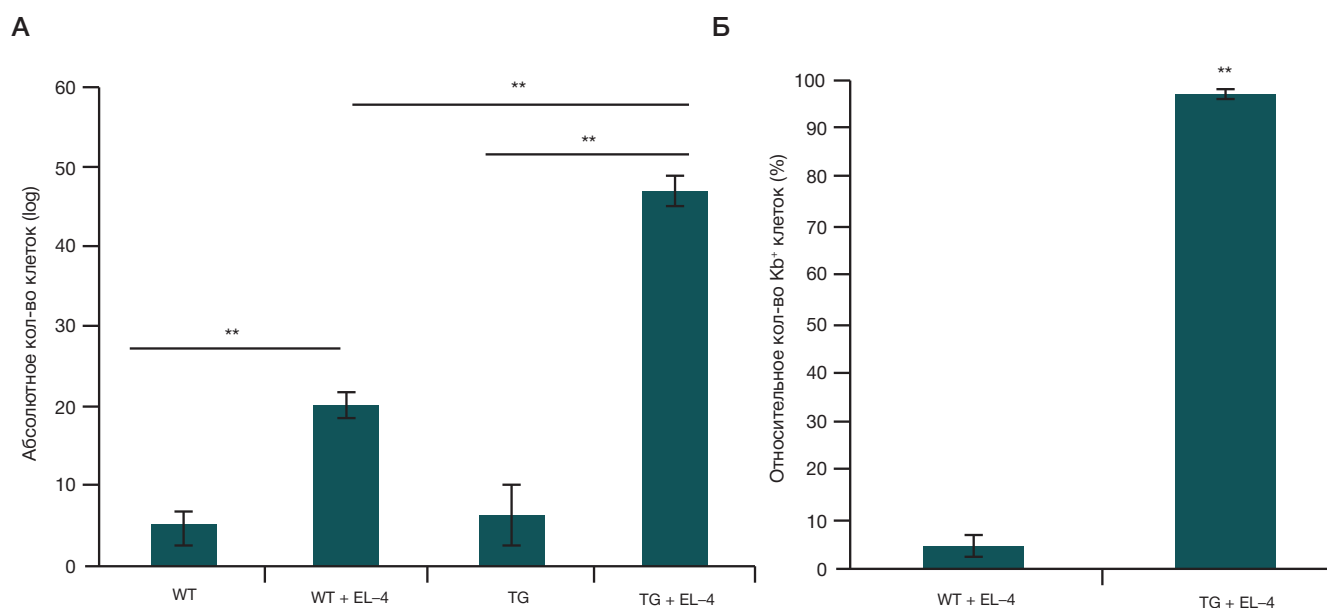 А
Абсолютное кол-во клеток (log)
60
50
40
30
20
10
0
**
**
**
WT
WT + EL–4
TG
TG + EL–4
Б
Относительное кол-во Kb⁺ клеток (%)
100
90
80
70
60
50
40
30
20
10
0
**
WT + EL–4
TG + EL–4